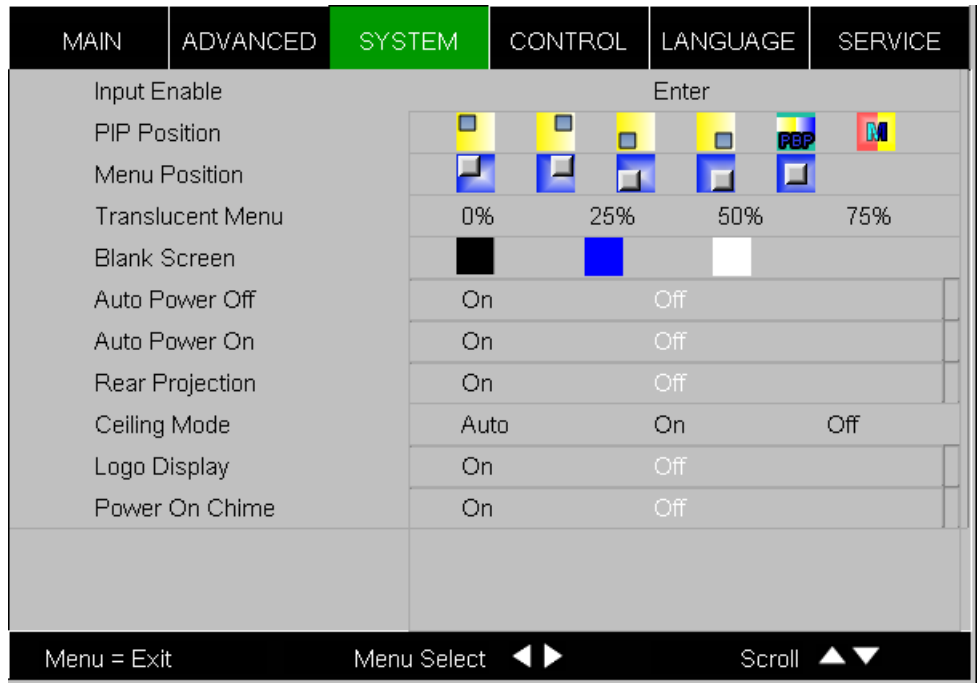 MAIN ADVANCED SYSTEM CONTROL LANGUAGE SERVICE
Input Enable Enter
PIP Position PBP M
Menu Position
Translucent Menu 0% 25% 50% 75%
Blank Screen
Auto Power Off On Off
Auto Power On On Off
Rear Projection On Off
Ceiling Mode Auto On Off
Logo Display On Off
Power On Chime On Off
Menu = Exit Menu Select Scroll